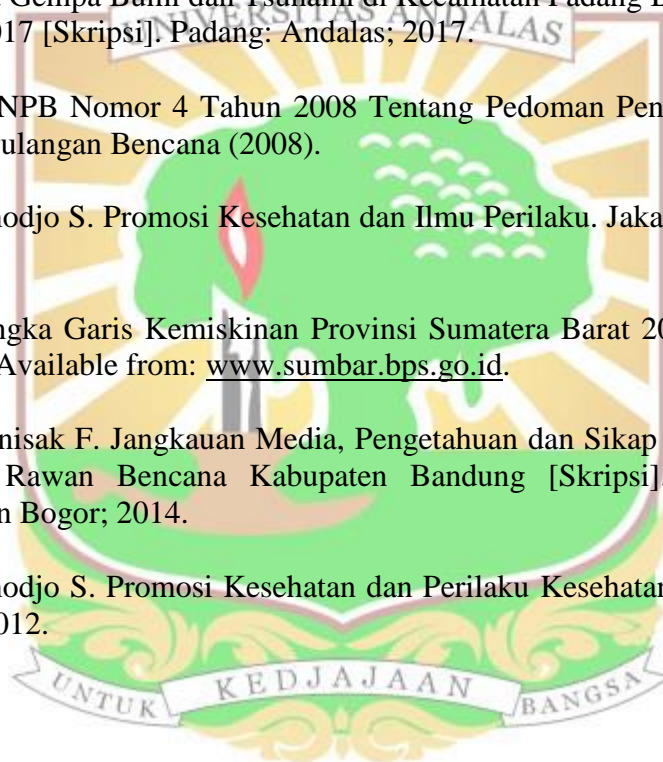 Gempa Bumi dan Tsunami di Kecamatan Padang
UNIVERSITAS ANDALAS
017 [Skripsi]. Padang: Andalas; 2017.
NPB Nomor 4 Tahun 2008 Tentang Pedoman Pen
ulangan Bencana (2008).
odjo S. Promosi Kesehatan dan Ilmu Perilaku. Jaka
ngka Garis Kemiskinan Provinsi Sumatera Barat 20
Available from: www.sumbar.bps.go.id.
nisak F. Jangkauan Media, Pengetahuan dan Sikap
Rawan Bencana Kabupaten Bandung [Skripsi].
n Bogor; 2014.
odjo S. Promosi Kesehatan dan Perilaku Kesehatan
012.
UNTUK KEDJAJAAN BANGSA